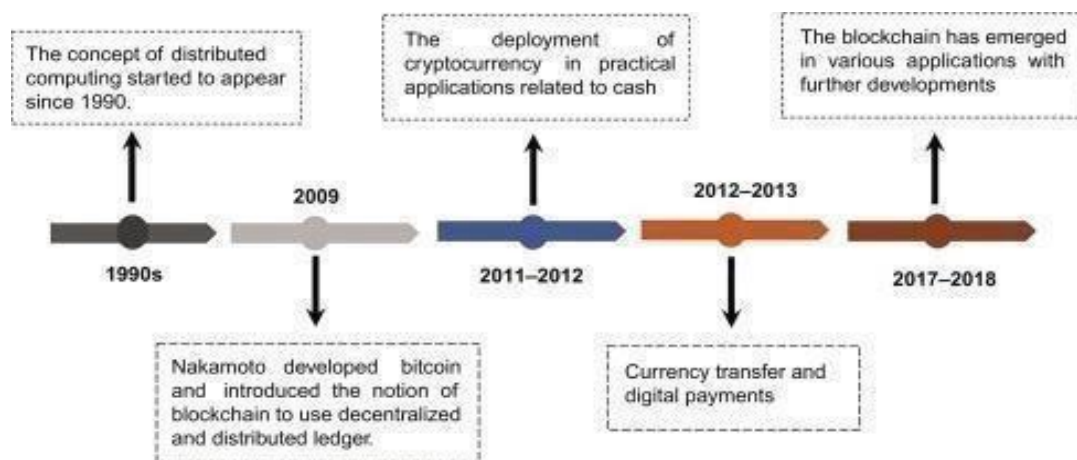 The concept of distributed
computing started to appear
since 1990.
1990s
2009
Nakamoto developed bitcoin
and introduced the notion of
blockchain to use decentralized
and distributed ledger.
The deployment of
cryptocurrency in practical
applications related to cash
2011–2012
2012–2013
Currency transfer and
digital payments
The blockchain has emerged
in various applications with
further developments
2017–2018